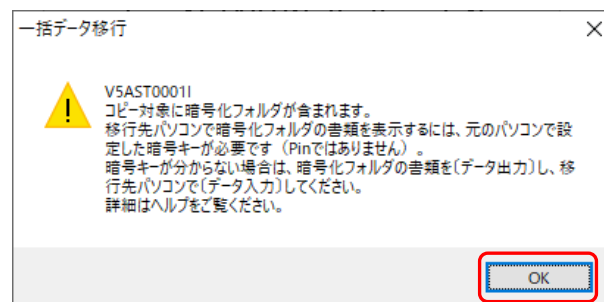 一括データ移行
V5AST0001I
コピー対象に暗号化フォルダが含まれます。
移行先パソコンで暗号化フォルダの書類を表示するには、元のパソコンで設
定した暗号キーが必要です（Pinではありません）。
暗号キーが分からない場合は、暗号化フォルダの書類を〔データ出力〕し、移
行先パソコンで〔データ入力〕してください。
詳細はヘルプをご覧ください。
OK